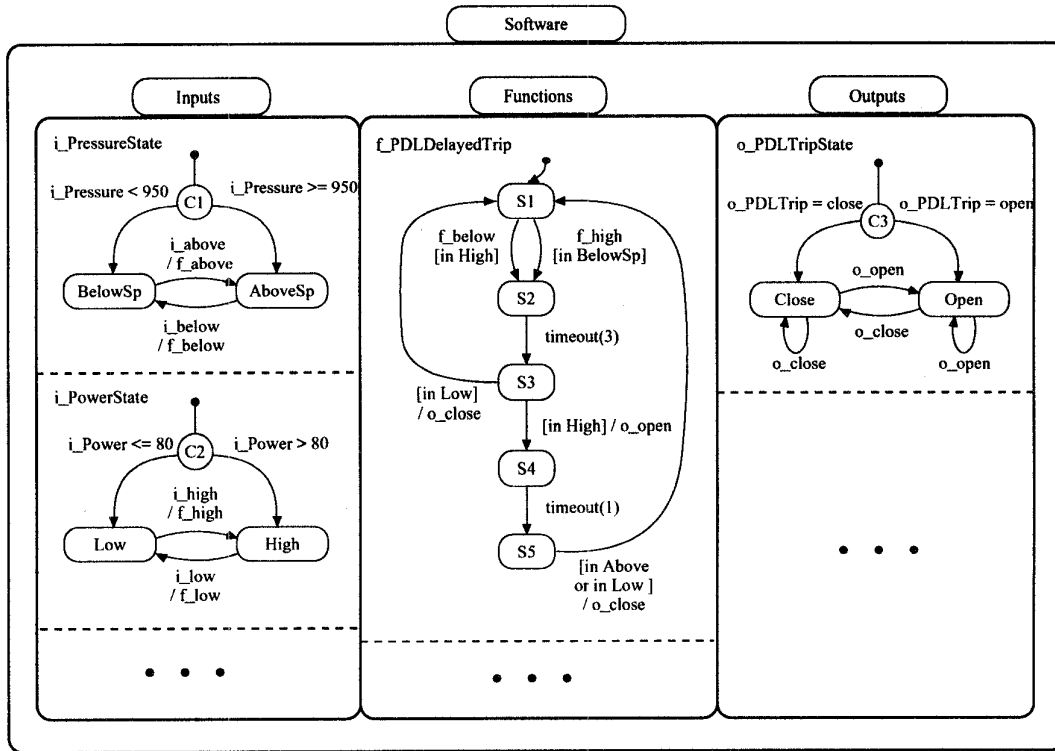 Software
Inputs
i_PressureState
i_Pressure < 950
i_Pressure >= 950
C1
i_above
/ f_above
BelowSp
AboveSp
i_below
/ f_below
i_PowerState
i_Power <= 80
i_Power > 80
C2
i_high
/ f_high
Low
High
i_low
/ f_low
Functions
f_PDLDelayedTrip
S1
f_below
[in High]
f_high
[in BelowSp]
S2
timeout(3)
S3
[in Low]
/ o_close
[in High] / o_open
S4
timeout(1)
S5
[in Above
or in Low ]
/ o_close
Outputs
o_PDLTripState
o_PDLTrip = close
o_PDLTrip = open
C3
o_open
Close
Open
o_close
o_close
o_open